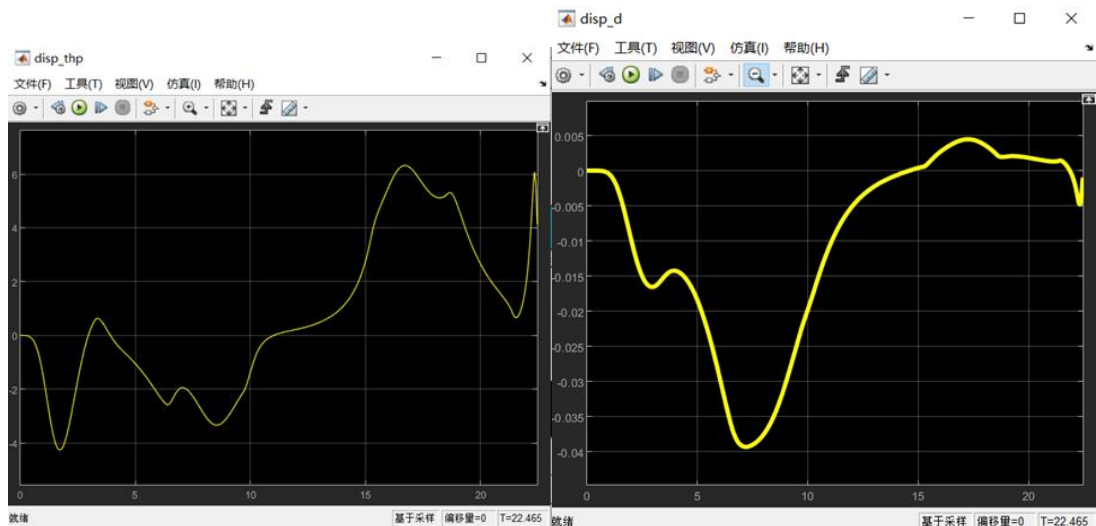 disp_thp
文件(F) 工具(T) 视图(V) 仿真(I) 帮助(H)
6
4
2
0
-2
-4
0 5 10 15 20
就绪 基于采样 偏移量=0 T=22.465
disp_d
文件(F) 工具(T) 视图(V) 仿真(I) 帮助(H)
0.005
0
-0.005
-0.01
-0.015
-0.02
-0.025
-0.03
-0.035
-0.04
0 5 10 15 20
就绪 基于采样 偏移量=0 T=22.465